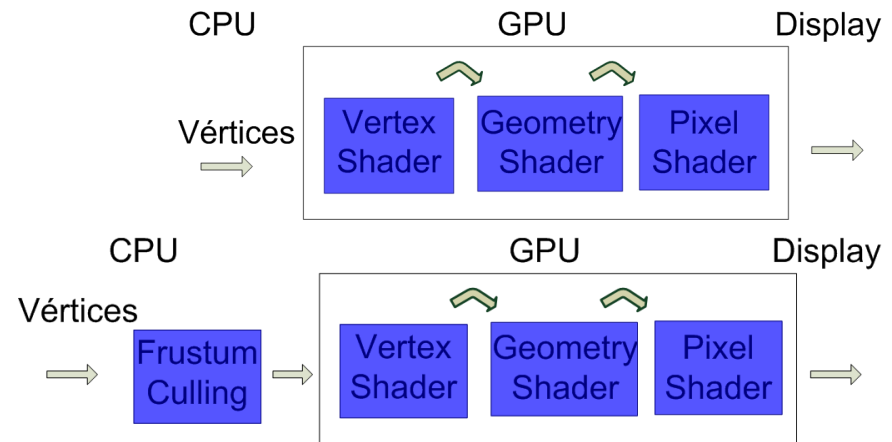 CPU GPU Display
Vértices
Vertex
Shader
Geometry
Shader
Pixel
Shader
CPU GPU Display
Vértices
Frustum
Culling
Vertex
Shader
Geometry
Shader
Pixel
Shader